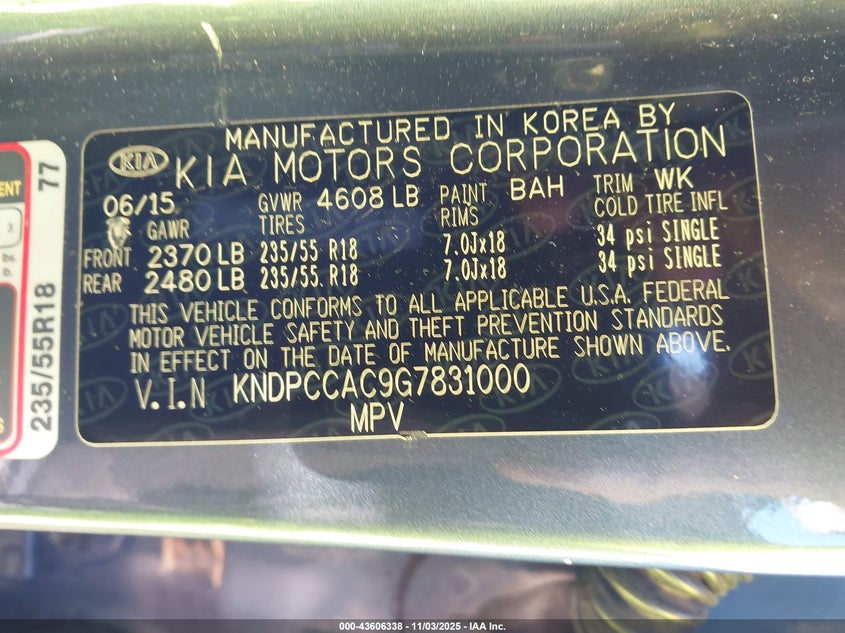 MANUFACTURED IN KOREA BY
KIA KIA MOTORS CORPORATION
06/15 GVWR 4608 LB PAINT BAH TRIM WK
GAWR TIRES RIMS COLD TIRE INFL
FRONT 2370 LB 235/55 R18 7.0Jx18 34 psi SINGLE
REAR 2480 LB 235/55 R18 7.0Jx18 34 psi SINGLE
THIS VEHICLE CONFORMS TO ALL APPLICABLE U.S.A. FEDERAL
MOTOR VEHICLE SAFETY AND THEFT PREVENTION STANDARDS
IN EFFECT ON THE DATE OF MANUFACTURE SHOWN ABOVE.
V.I.N KNDPCCAC9G7831000
MPV
235/55R18 77
3
lbs.
lb.
000-43606338 - 11/03/2025 - IAA Inc.